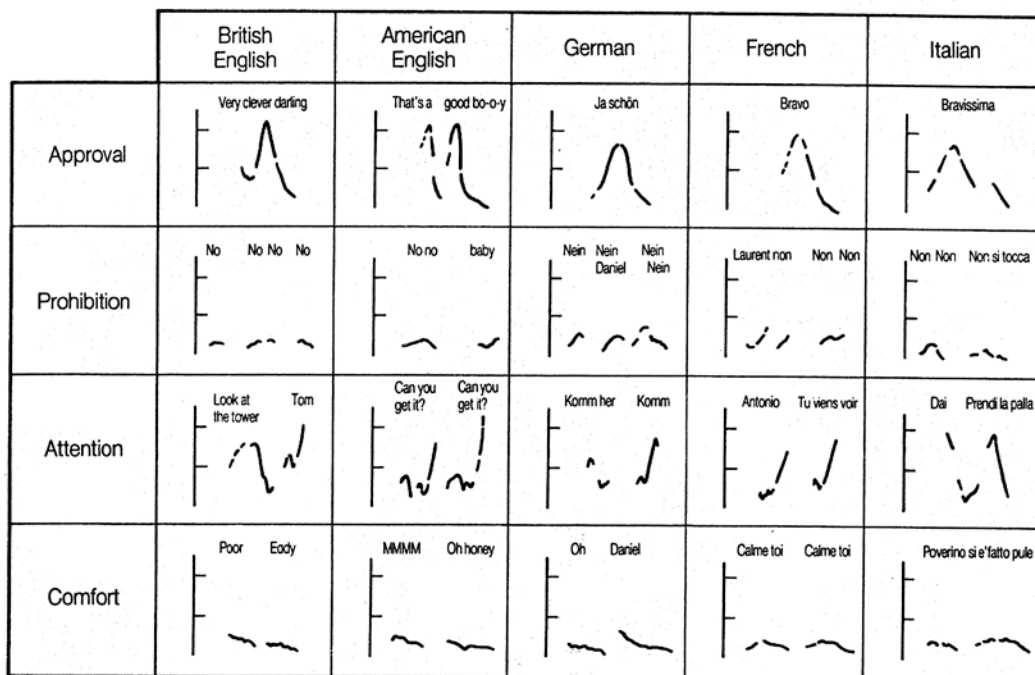 British English
American English
German
French
Italian
Approval
Very clever darling
That's a good bo-o-y
Ja schön
Bravo
Bravissima
Prohibition
No No No No
No no baby
Nein Nein Daniel Nein Nein
Laurent non Non Non
Non Non Non si tocca
Attention
Look at the tower Tom
Can you get it? Can you get it?
Komm her Komm
Antonio Tu viens voir
Dai Prendi la palla
Comfort
Poor Eody
MMMM Oh honey
Oh Daniel
Calme toi Calme toi
Poverino si e' fatto pule